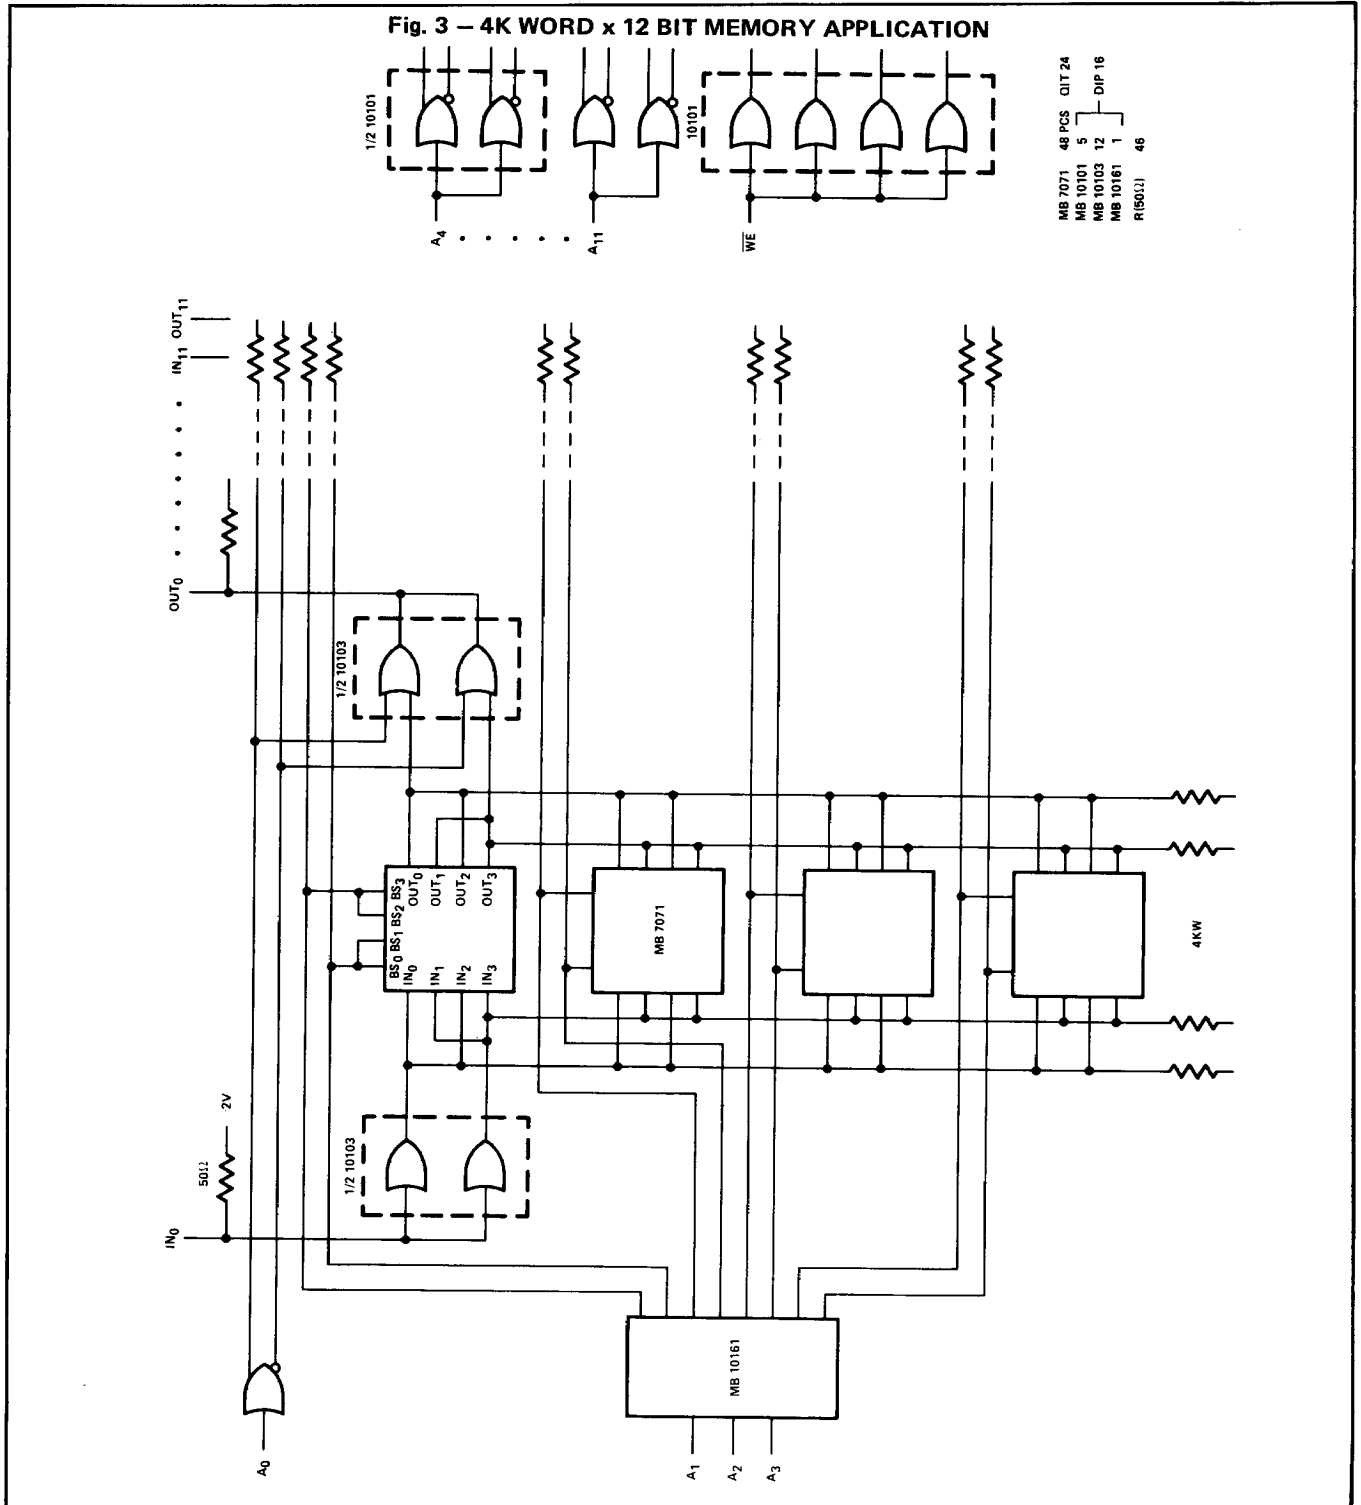 Fig. 3 — 4K WORD x 12 BIT MEMORY APPLICATION
1/2 10101
10101
MB 7071 48 PCS QIT 24
MB 10101 5
MB 10103 12 DIP 16
MB 10161 1
R(50Ω) 46
A4 . . . . . A11
WE
IN11 OUT11
OUT0
1/2 10103
BS0 BS1 BS2 BS3
OUT0
OUT1
OUT2
OUT3
IN0
IN1
IN2
IN3
MB 7071
4KW
50Ω 2V
1/2 10103
IN0
MB 10161
A0
A1
A2
A3